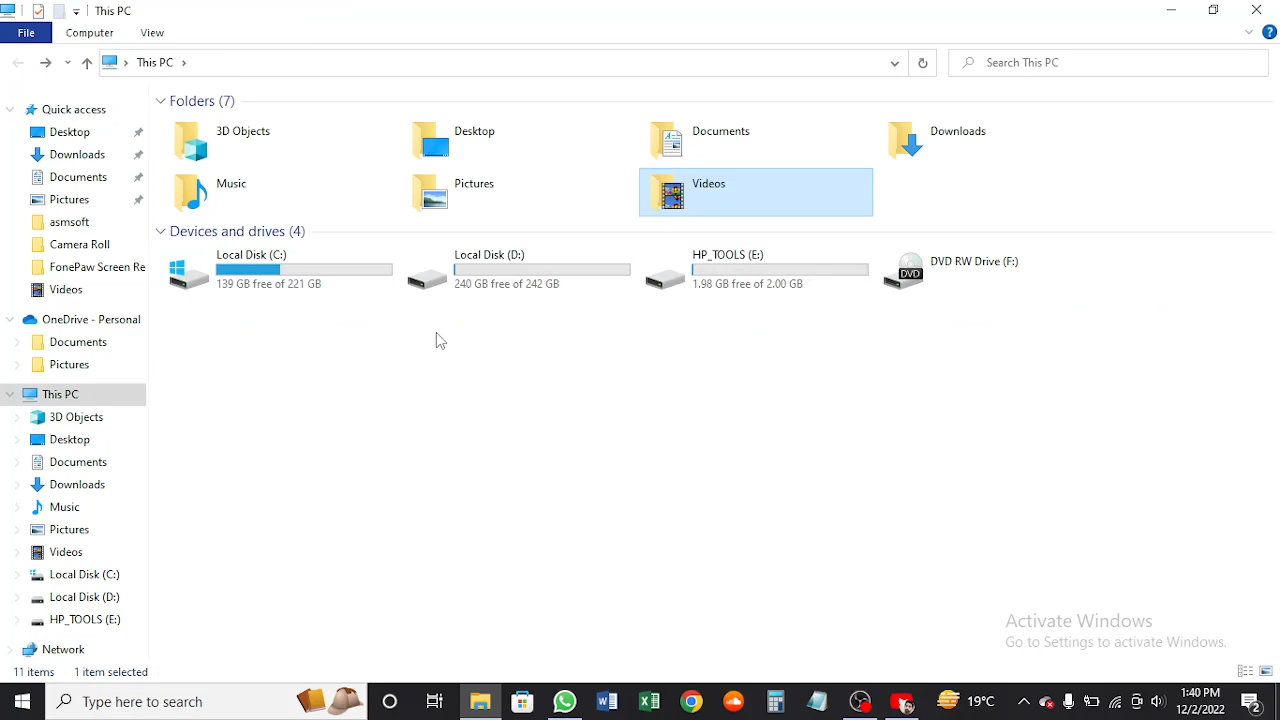 This PC
File
Computer
View
This PC
Search This PC
Quick access
Desktop
Downloads
Documents
Pictures
asmsoft
Camera Roll
FonePaw Screen Re
Videos
OneDrive - Personal
Documents
Pictures
This PC
3D Objects
Desktop
Documents
Downloads
Music
Pictures
Videos
Local Disk (C:)
Local Disk (D:)
HP_TOOLS (E:)
Network
Folders (7)
3D Objects
Desktop
Documents
Downloads
Music
Pictures
Videos
Devices and drives (4)
Local Disk (C:)
139 GB free of 221 GB
Local Disk (D:)
240 GB free of 242 GB
HP_TOOLS (E:)
1.98 GB free of 2.00 GB
DVD RW Drive (F:)
DVD
Activate Windows
Go to Settings to activate Windows.
11 items
1 item selected
Type here to search
19°C
1:40 PM
12/2/2022
2